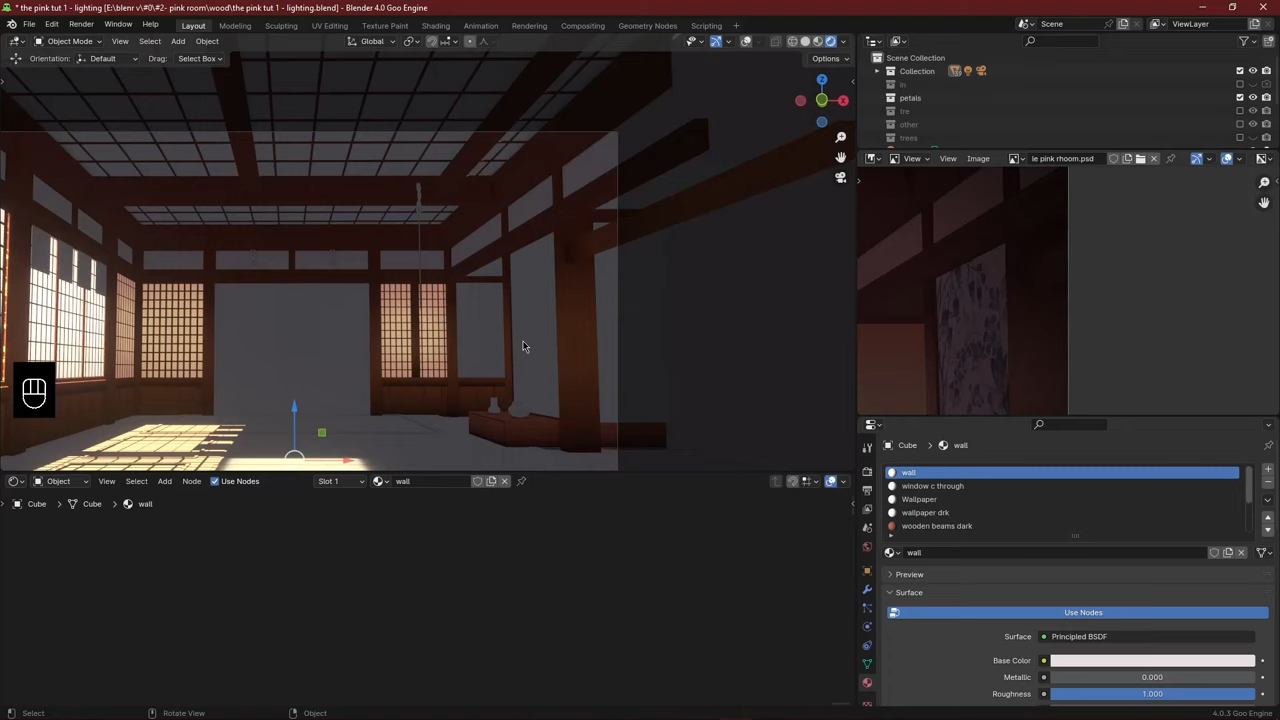 * the pink tut 1 - lighting [E:\blenr v\#0\#2- pink room\wood\the pink tut 1 - lighting.blend] - Blender 4.0 Goo Engine
File Edit Render Window Help Layout Modeling Sculpting UV Editing Texture Paint Shading Animation Rendering Compositing Geometry Nodes Scripting + Scene ViewLayer
Object Mode View Select Add Object Global
Orientation: Default Drag: Select Box Options
Z
X
Scene Collection
Collection
in
petals
tre
other
trees
View View Image le pink rhoom.psd
Cube wall
wall
window c through
Wallpaper
wallpaper drk
wooden beams dark
Object View Select Add Node Use Nodes Slot 1 wall
Cube Cube wall
wall
Preview
Surface
Use Nodes
Surface Principled BSDF
Base Color
Metallic 0.000
Roughness 1.000
Select Rotate View Object 4.0.3 Goo Engine